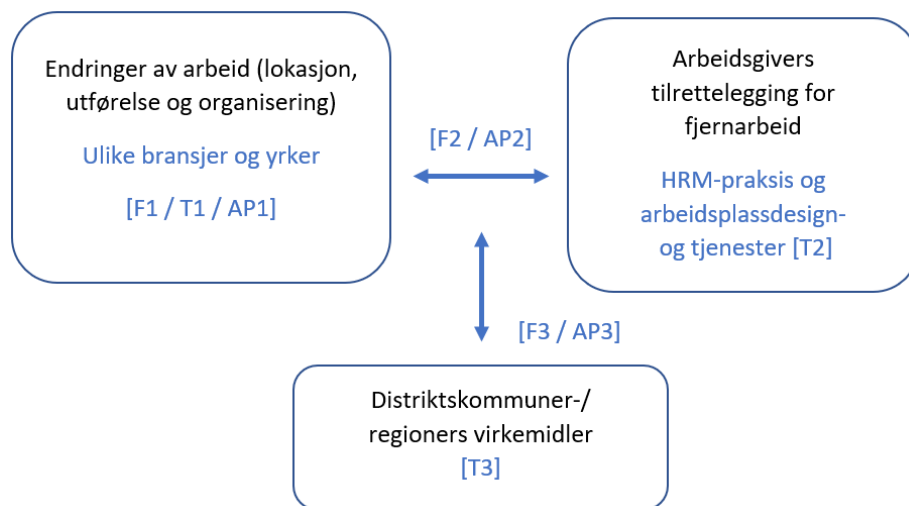 Endringer av arbeid (lokasjon,
utførelse og organisering)
Ulike bransjer og yrker
[F1 / T1 / AP1]
[F2 / AP2]
Arbeidsgivers
tilrettelegging for
fjernarbeid
HRM-praksis og
arbeidsplassdesign-
og tjenester [T2]
[F3 / AP3]
Distriktskommuner-/
regioners virkemidler
[T3]